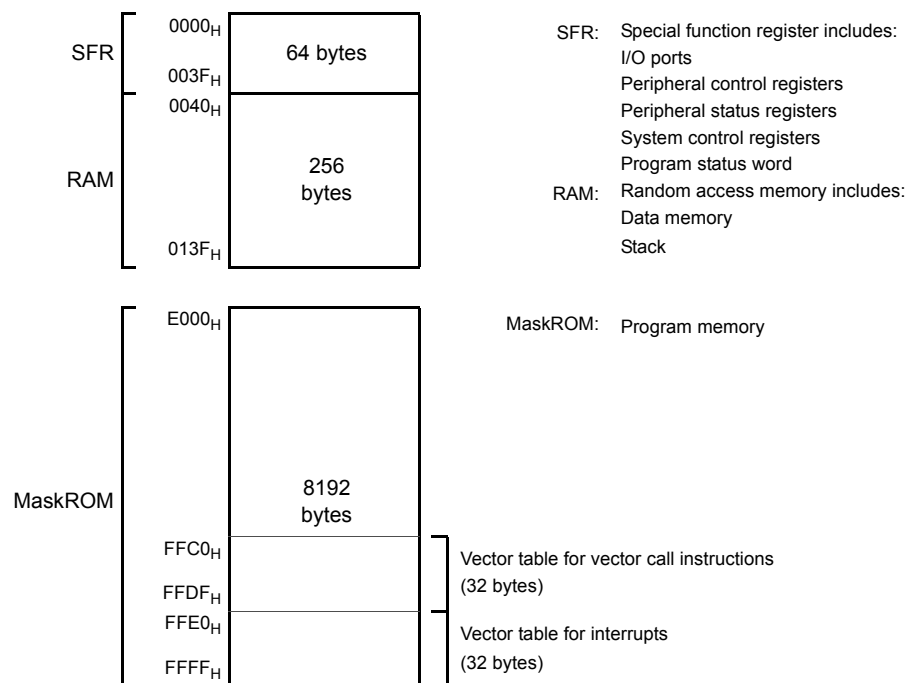 SFR
0000H
64 bytes
003FH
RAM
0040H
256
bytes
013FH
SFR: Special function register includes:
I/O ports
Peripheral control registers
Peripheral status registers
System control registers
Program status word
RAM: Random access memory includes:
Data memory
Stack
MaskROM
E000H
8192
bytes
MaskROM: Program memory
FFC0H
FFDFH
Vector table for vector call instructions
(32 bytes)
FFE0H
FFFFH
Vector table for interrupts
(32 bytes)